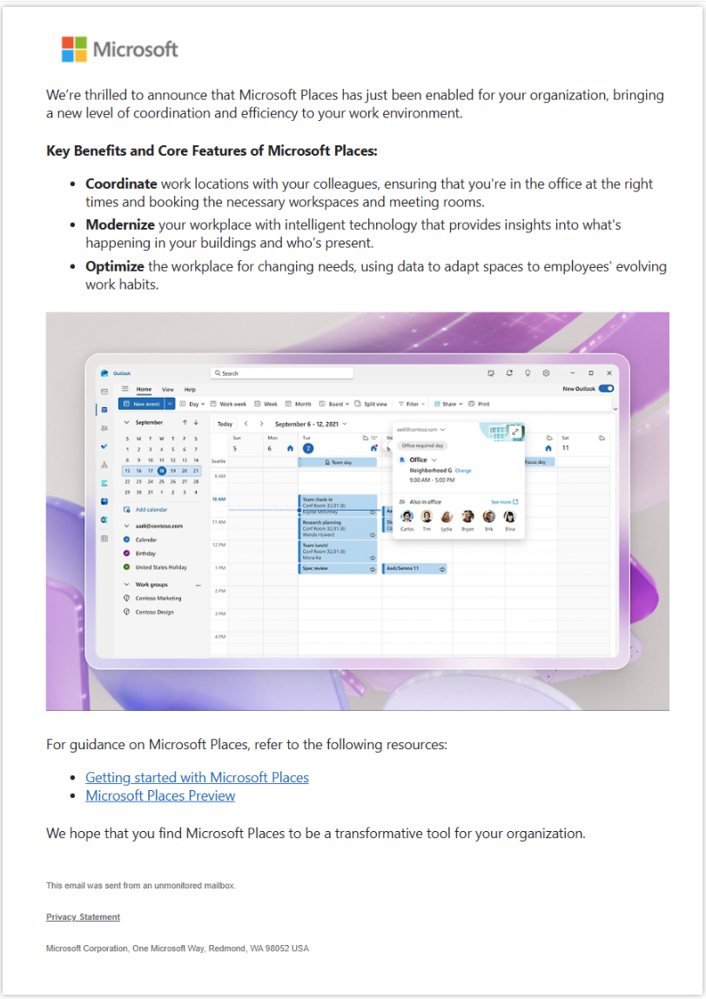 Microsoft
We're thrilled to announce that Microsoft Places has just been enabled for your organization, bringing
a new level of coordination and efficiency to your work environment.
Key Benefits and Core Features of Microsoft Places:
• Coordinate work locations with your colleagues, ensuring that you're in the office at the right
times and booking the necessary workspaces and meeting rooms.
• Modernize your workplace with intelligent technology that provides insights into what's
happening in your buildings and who's present.
• Optimize the workplace for changing needs, using data to adapt spaces to employees' evolving
work habits.
Outlook
Search
Home View Help
New Outlook
New event Day Work week Week Month Board Split view Filter Share Print
September
S M T W T F S
1 2 3 4 5 6 7
8 9 10 11 12 13 14
15 16 17 18 19 20 21
22 23 24 25 26 27 28
29 30 31 1 2 3 4
Add calendar
aadi@contoso.com
Calendar
Birthday
United States Holiday
Work groups
Contoso Marketing
Contoso Design
Today September 6 - 12, 2021
Sun
5
Mon
6
Tue
7
72°
Sat
11
Seattle
Team day
Focus day
9 AM
10 AM
11 AM
12 PM
1 PM
2 PM
3 PM
4 PM
Team check-in
Conf Room 32/31 (8)
Krystal McKinney
Research planning
Conf Room 32/31 (8)
Wanda Howard
Team lunch!
Conf Room 32/31 (8)
Mona Ka
Spec review
Aadi/Serena 1:1
aadi@contoso.com
Office required day
Office
Neighborhood G Change
9:00 AM - 5:00 PM
Also in office See more
Carlos Tim Lydia Bryan Erik Elvia
For guidance on Microsoft Places, refer to the following resources:
• Getting started with Microsoft Places
• Microsoft Places Preview
We hope that you find Microsoft Places to be a transformative tool for your organization.
This email was sent from an unmonitored mailbox.
Privacy Statement
Microsoft Corporation, One Microsoft Way, Redmond, WA 98052 USA